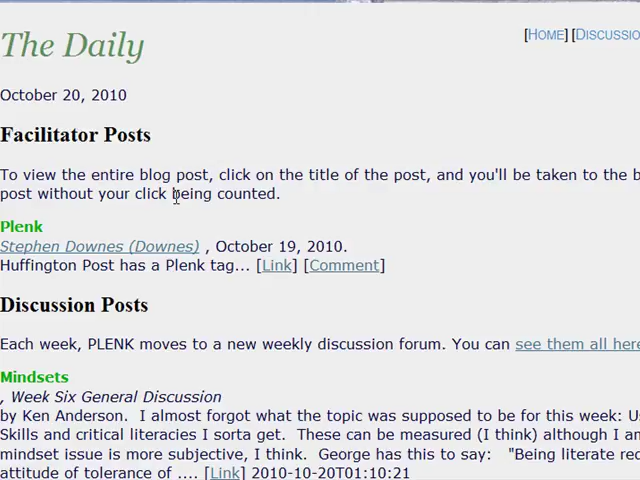 The Daily
[HOME] [DISCUSSIO
October 20, 2010
Facilitator Posts
To view the entire blog post, click on the title of the post, and you'll be taken to the b
post without your click being counted.
Plenk
Stephen Downes (Downes) , October 19, 2010.
Huffington Post has a Plenk tag... [Link] [Comment]
Discussion Posts
Each week, PLENK moves to a new weekly discussion forum. You can see them all here
Mindsets
, Week Six General Discussion
by Ken Anderson.  I almost forgot what the topic was supposed to be for this week: Us
Skills and critical literacies I sorta get.  These can be measured (I think) although I am
mindset issue is more subjective, I think.  George has this to say:   "Being literate req
attitude of tolerance of .... [Link] 2010-10-20T01:10:21